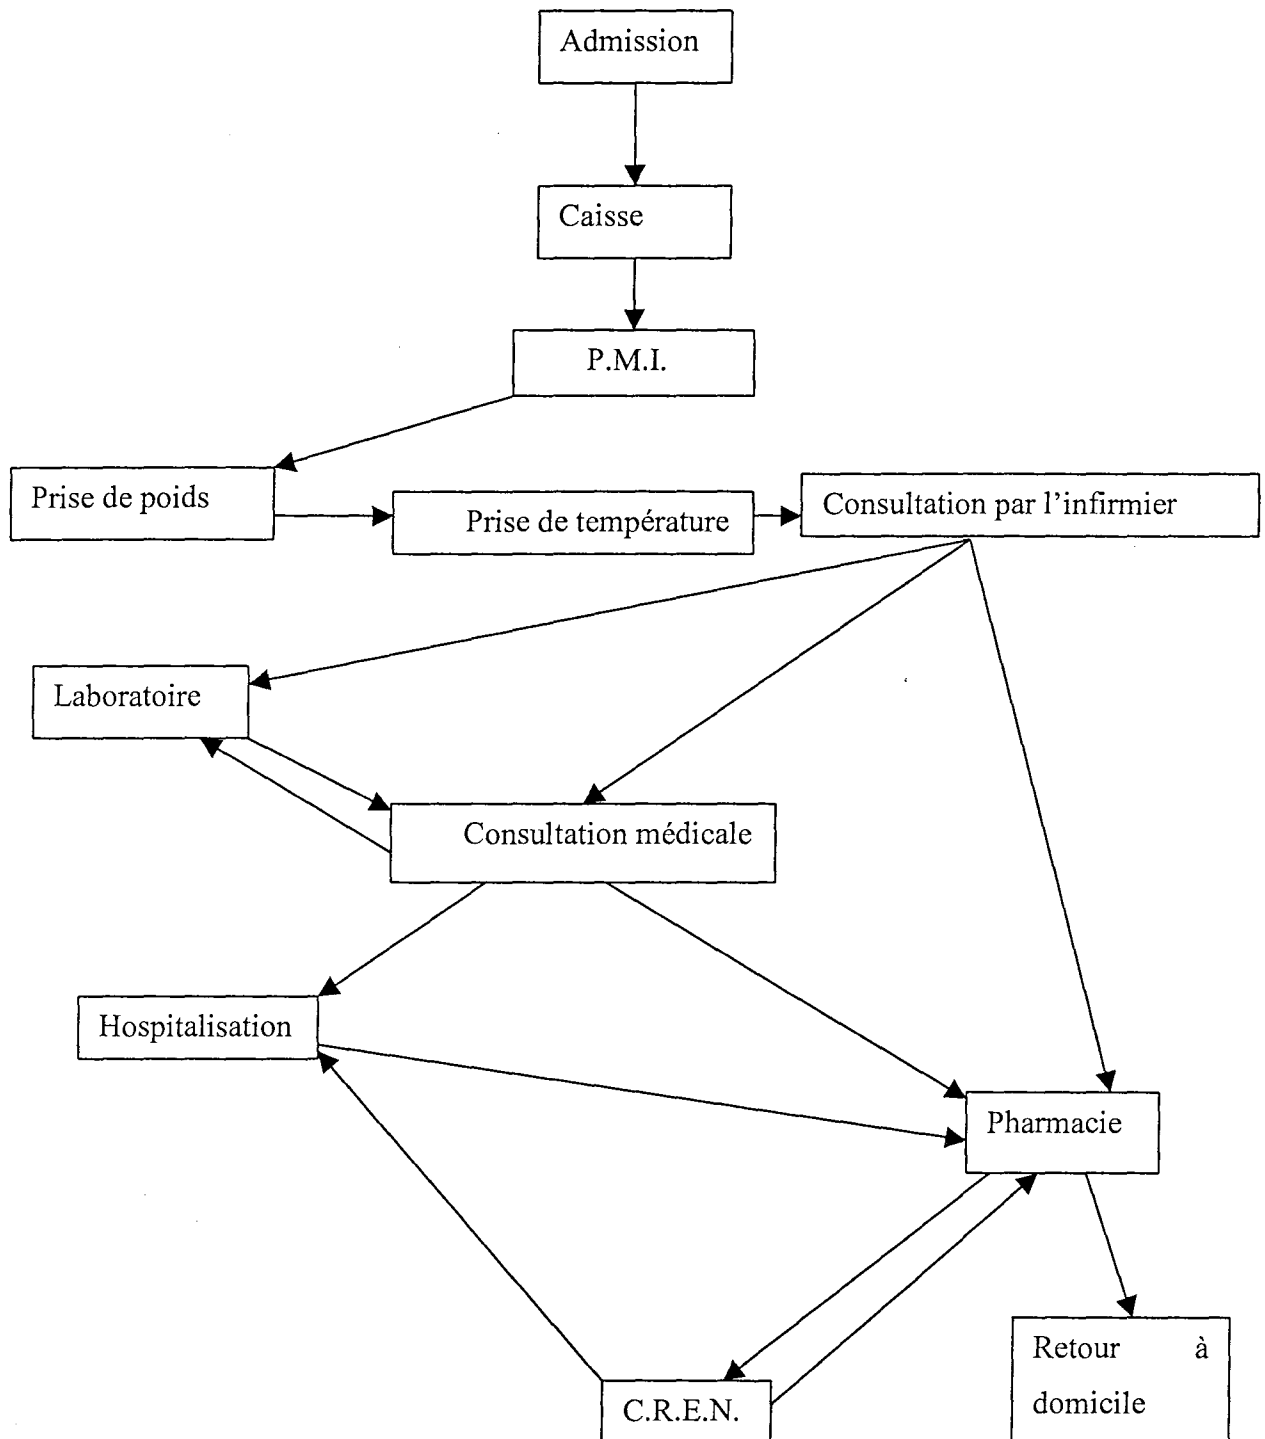 Admission
Caisse
P.M.I.
Prise de poids
Prise de température
Consultation par l’infirmier
Laboratoire
Consultation médicale
Hospitalisation
Pharmacie
Retour à
domicile
C.R.E.N.